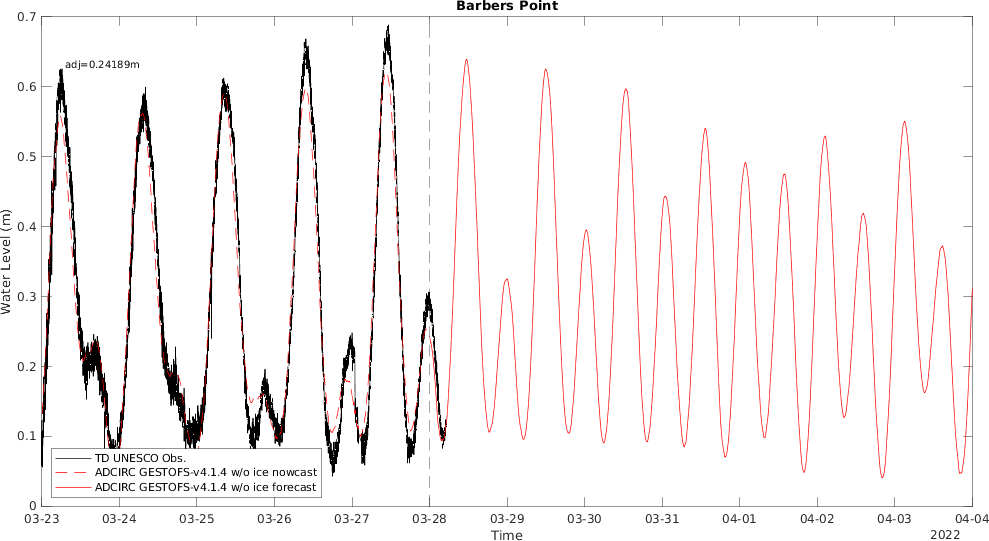 Barbers Point
adj=0.24189m
0.7
0.6
0.5
0.4
0.3
0.2
0.1
0
Water Level (m)
TD UNESCO Obs.
ADCIRC GESTOFS-v4.1.4 w/o ice nowcast
ADCIRC GESTOFS-v4.1.4 w/o ice forecast
03-23 03-24 03-25 03-26 03-27 03-28 03-29 03-30 03-31 04-01 04-02 04-03 04-04
Time
2022